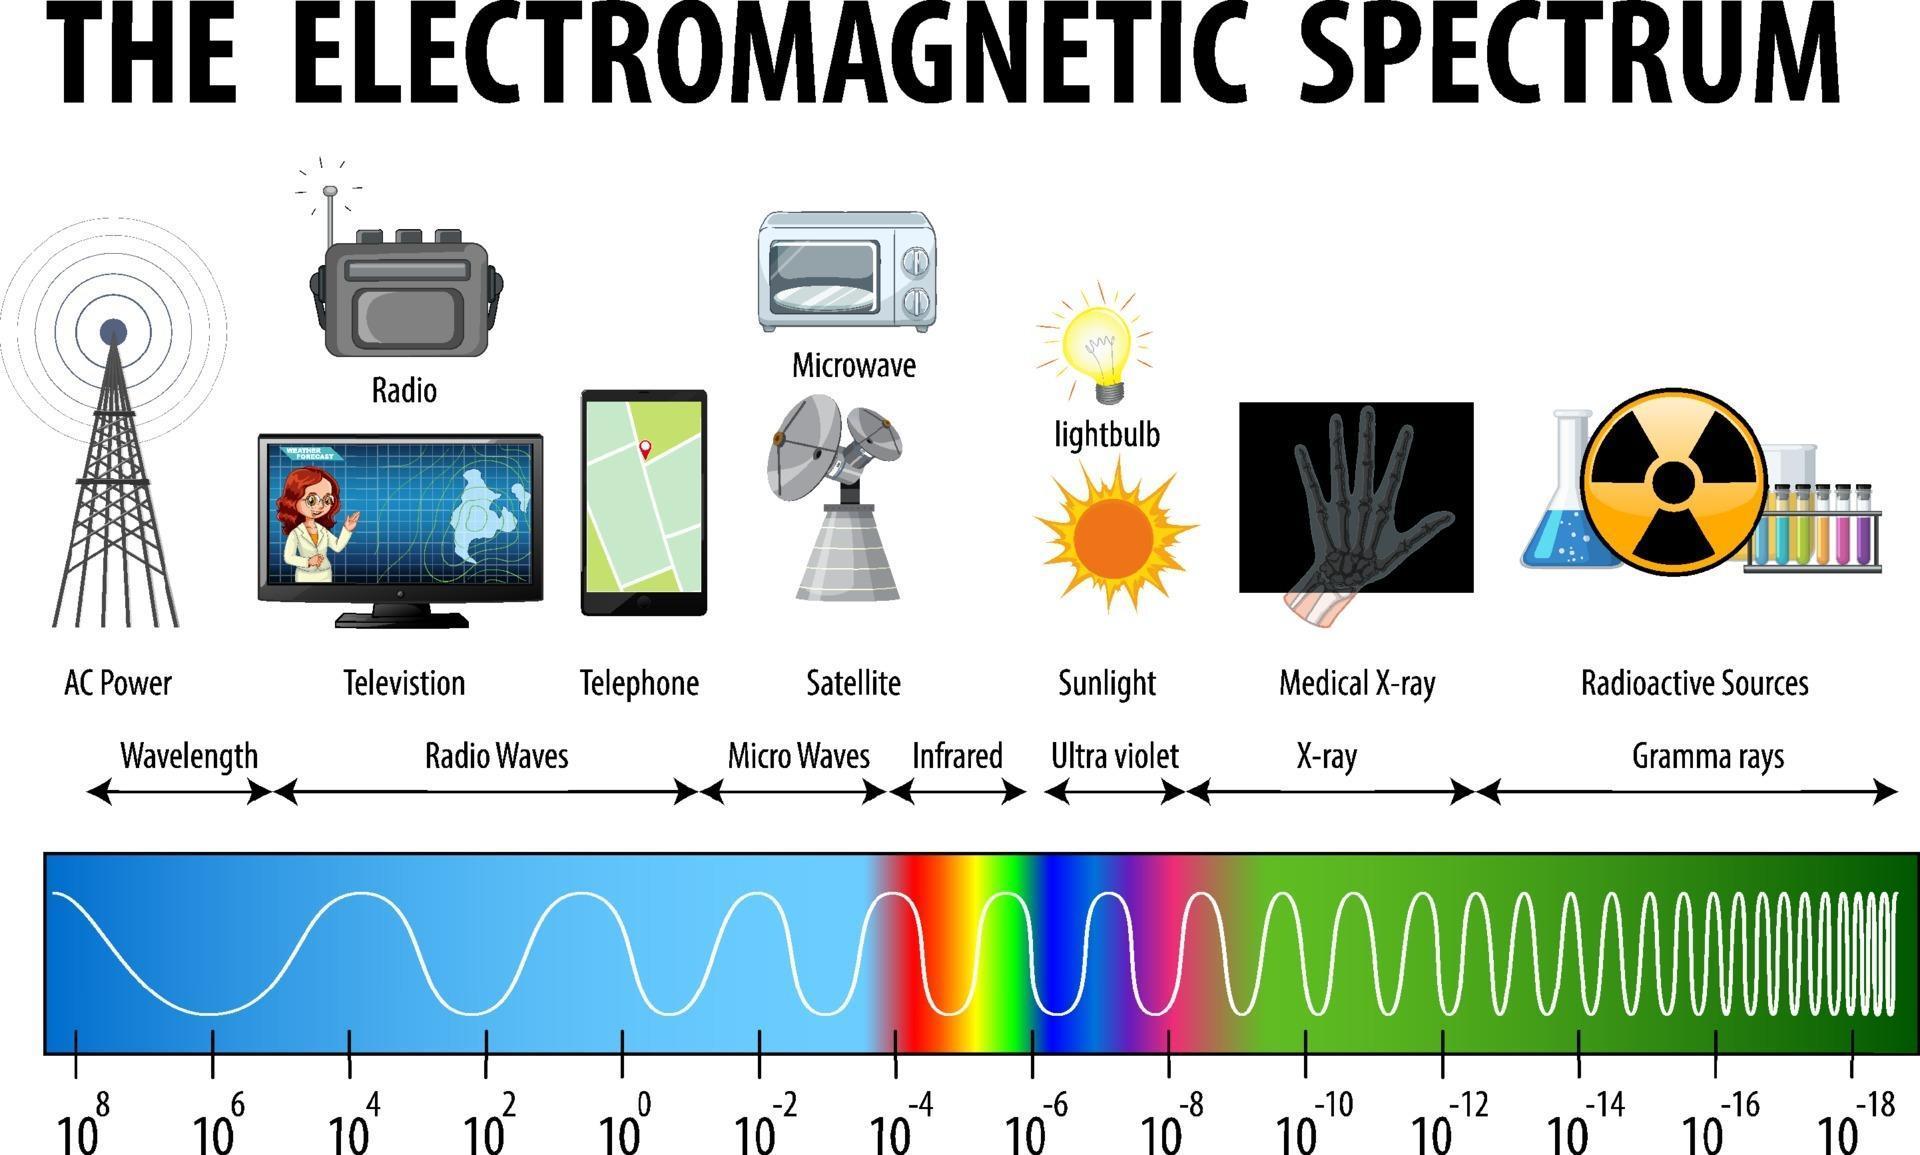 THE ELECTROMAGNETIC SPECTRUM
Radio
Microwave
lightbulb
WEATHER
FORECAST
AC Power
Televistion
Telephone
Satellite
Sunlight
Medical X-ray
Radioactive Sources
Wavelength
Radio Waves
Micro Waves
Infrared
Ultra violet
X-ray
Gramma rays
10^8 10^6 10^4 10^2 10^0 10^-2 10^-4 10^-6 10^-8 10^-10 10^-12 10^-14 10^-16 10^-18